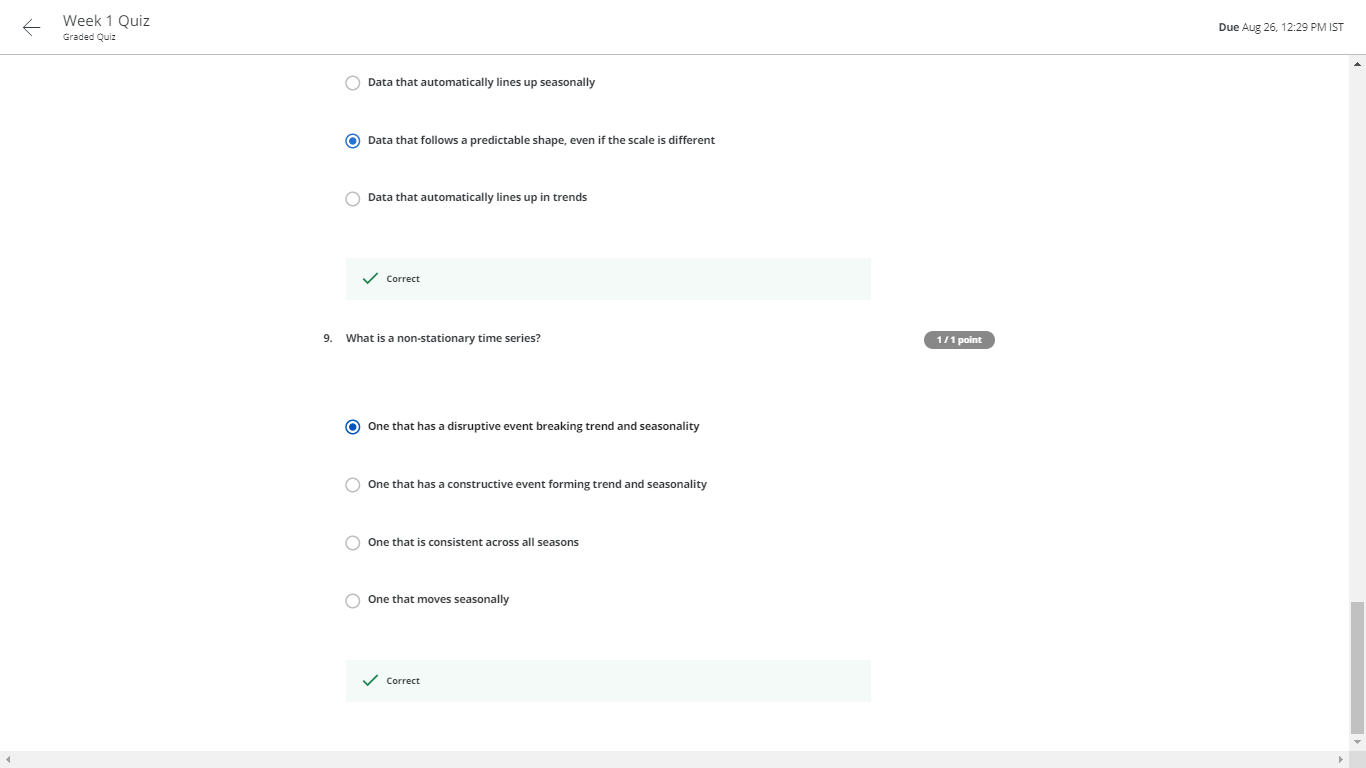 Week 1 Quiz
Graded Quiz
Due Aug 26, 12:29 PM IST
Data that automatically lines up seasonally
Data that follows a predictable shape, even if the scale is different
Data that automatically lines up in trends
Correct
9. What is a non-stationary time series?
1 / 1 point
One that has a disruptive event breaking trend and seasonality
One that has a constructive event forming trend and seasonality
One that is consistent across all seasons
One that moves seasonally
Correct